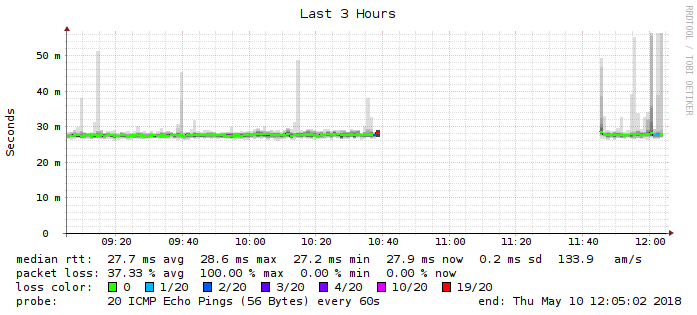 Last 3 Hours
RRDTOOL / TOBI OETIKER
Seconds
50 m
40 m
30 m
20 m
10 m
0
09:20 09:40 10:00 10:20 10:40 11:00 11:20 11:40 12:00
median rtt: 27.7 ms avg 28.6 ms max 27.2 ms min 27.9 ms now 0.2 ms sd 133.9 am/s
packet loss: 37.33 % avg 100.00 % max 0.00 % min 0.00 % now
loss color: 0 1/20 2/20 3/20 4/20 10/20 19/20
probe: 20 ICMP Echo Pings (56 Bytes) every 60s end: Thu May 10 12:05:02 2018